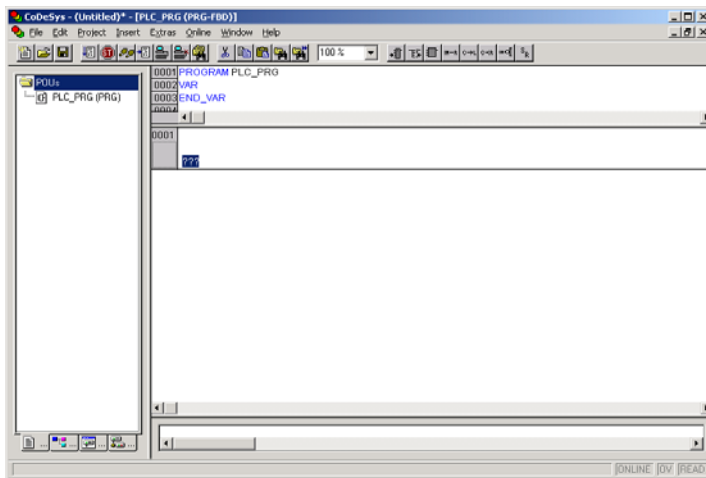 CoDeSys - (Untitled)* - [PLC_PRG (PRG-FBD)]
File Edit Project Insert Extras Online Window Help
100 %
POUs
PLC_PRG (PRG)
0001 PROGRAM PLC_PRG
0002 VAR
0003 END_VAR
0004
0001
???
ONLINE OV READ